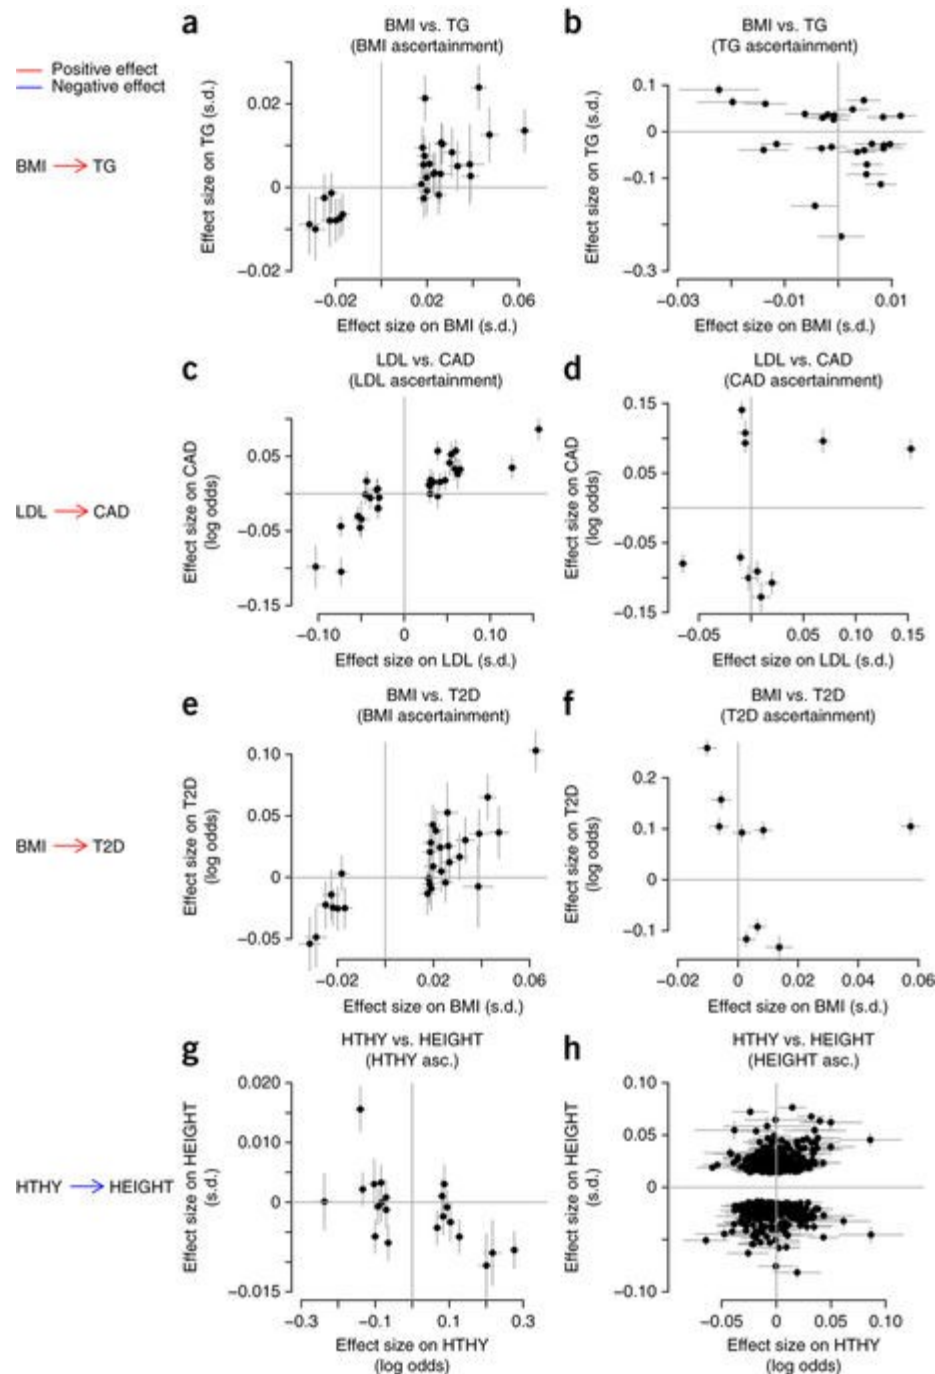 a
BMI vs. TG
(BMI ascertainment)
b
BMI vs. TG
(TG ascertainment)
Positive effect
Negative effect
BMI → TG
Effect size on TG (s.d.)
0.02
0
−0.02
−0.02
0.02
0.06
Effect size on BMI (s.d.)
Effect size on TG (s.d.)
0.1
0
−0.1
−0.3
−0.03
−0.01
0.01
Effect size on BMI (s.d.)
c
LDL vs. CAD
(LDL ascertainment)
d
LDL vs. CAD
(CAD ascertainment)
LDL → CAD
Effect size on CAD
(log odds)
0.05
−0.05
−0.15
−0.10
0
0.10
Effect size on LDL (s.d.)
Effect size on CAD
(log odds)
0.15
0.05
−0.05
−0.15
−0.05
0.05
0.10
0.15
Effect size on LDL (s.d.)
e
BMI vs. T2D
(BMI ascertainment)
f
BMI vs. T2D
(T2D ascertainment)
BMI → T2D
Effect size on T2D
(log odds)
0.10
0.05
0
−0.05
−0.02
0.02
0.06
Effect size on BMI (s.d.)
Effect size on T2D
(log odds)
0.2
0.1
0
−0.1
−0.02
0
0.02
0.04
0.06
Effect size on BMI (s.d.)
g
HTHY vs. HEIGHT
(HTHY asc.)
h
HTHY vs. HEIGHT
(HEIGHT asc.)
HTHY → HEIGHT
Effect size on HEIGHT
(s.d.)
0.020
0.010
0
−0.015
−0.3
−0.1
0.1
0.3
Effect size on HTHY
(log odds)
Effect size on HEIGHT
(s.d.)
0.10
0.05
0
−0.10
−0.05
0
0.05
0.10
Effect size on HTHY
(log odds)